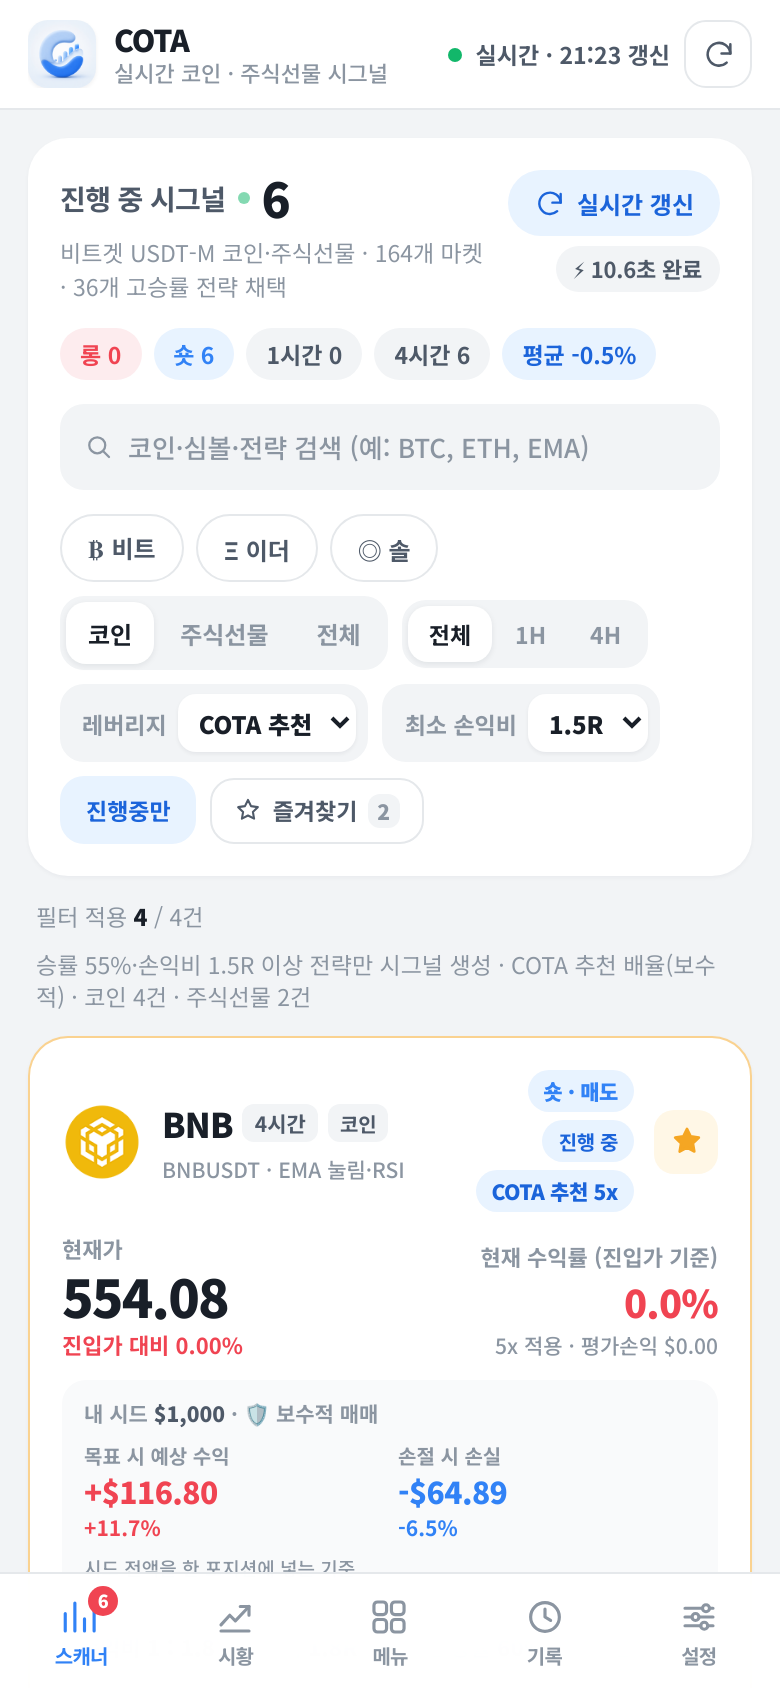 COTA
실시간 코인 · 주식선물 시그널
실시간 · 21:23 갱신
진행 중 시그널 6
실시간 갱신
비트겟 USDT-M 코인·주식선물 · 164개 마켓
· 36개 고승률 전략 채택
⚡ 10.6초 완료
롱 0 숏 6 1시간 0 4시간 6 평균 -0.5%
코인·심볼·전략 검색 (예: BTC, ETH, EMA)
₿ 비트 Ξ 이더 ◎ 솔
코인 주식선물 전체 전체 1H 4H
레버리지 COTA 추천 최소 손익비 1.5R
진행중만 즐겨찾기 2
필터 적용 4 / 4건
승률 55%·손익비 1.5R 이상 전략만 시그널 생성 · COTA 추천 배율(보수
적) · 코인 4건 · 주식선물 2건
숏 · 매도
BNB 4시간 코인
진행 중
BNBUSDT · EMA 눌림·RSI
COTA 추천 5x
현재가
현재 수익률 (진입가 기준)
554.08
0.0%
진입가 대비 0.00%
5x 적용 · 평가손익 $0.00
내 시드 $1,000 · 🛡️ 보수적 매매
목표 시 예상 수익 손절 시 손실
+$116.80 -$64.89
+11.7% -6.5%
시드 전액을 한 포지션에 넣는 기준
6
스캐너 시황 메뉴 기록 설정